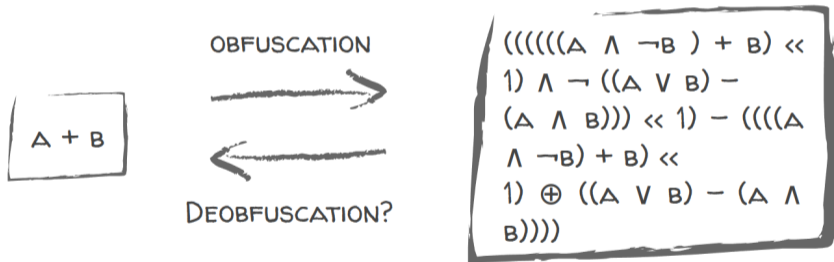 OBFUSCATION
A + B
DEOBFUSCATION?
((((((A ∧ ¬B ) + B) ≪
1) ∧ ¬ ((A ∨ B) −
(A ∧ B))) ≪ 1) − ((((A
∧ ¬B) + B) ≪
1) ⊕ ((A ∨ B) − (A ∧
B))))